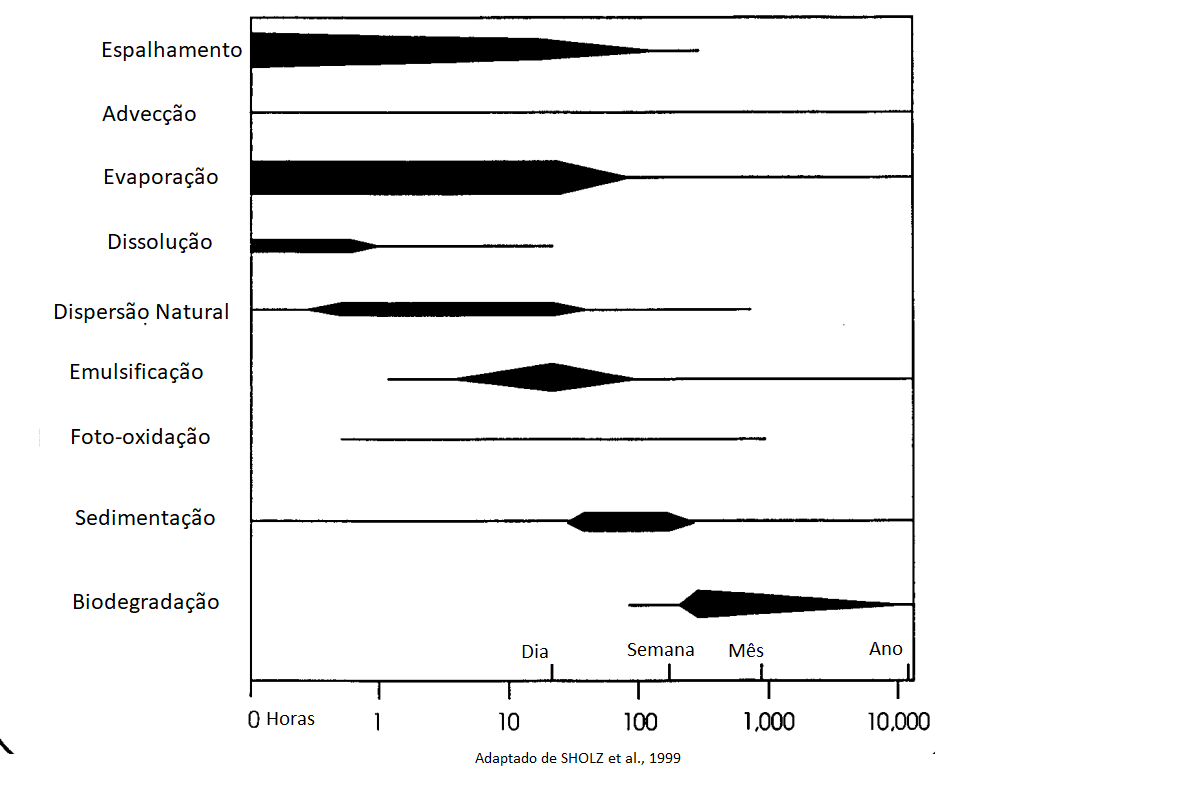 Espalhamento
Advecção
Evaporação
Dissolução
Dispersão Natural
Emulsificação
Foto-oxidação
Sedimentação
Biodegradação
Dia Semana Mês Ano
0 Horas 1 10 100 1,000 10,000
Adaptado de SHOLZ et al., 1999